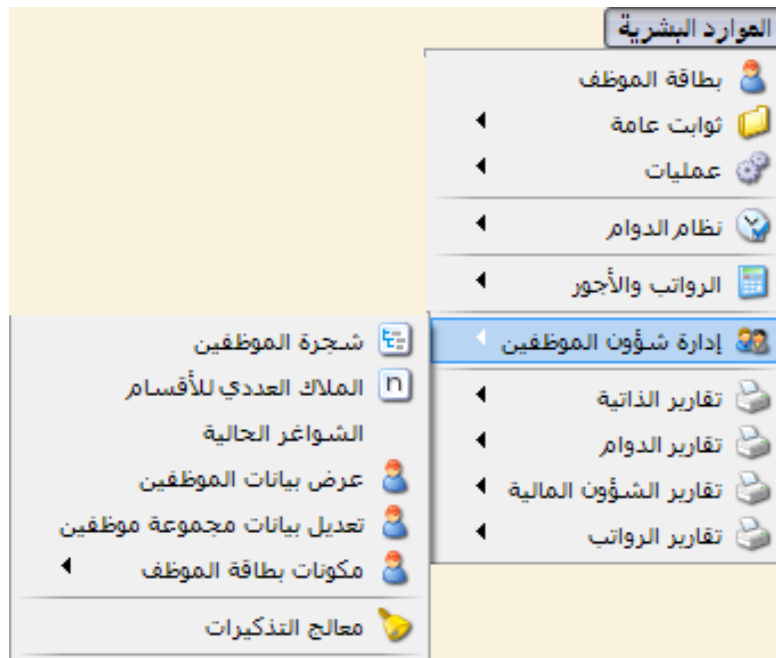 الموارد البشرية
بطاقة الموظف
ثوابت عامة
عمليات
نظام الدوام
الرواتب والأجور
إدارة شؤون الموظفين
تقارير الذاتية
تقارير الدوام
تقارير الشؤون المالية
تقارير الرواتب
شجرة الموظفين
n الملاك العددي للأقسام
الشواغر الحالية
عرض بيانات الموظفين
تعديل بيانات مجموعة موظفين
مكونات بطاقة الموظف
معالج التذكيرات